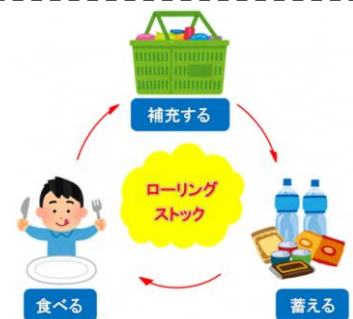 補充する
ローリング
ストック
食べる
蓄える